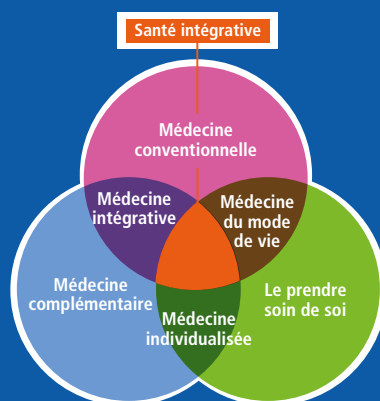 Santé intégrative
Médecine
conventionnelle
Médecine
intégrative
Médecine
du mode
de vie
Médecine
complémentaire
Le prendre
soin de soi
Médecine
individualisée